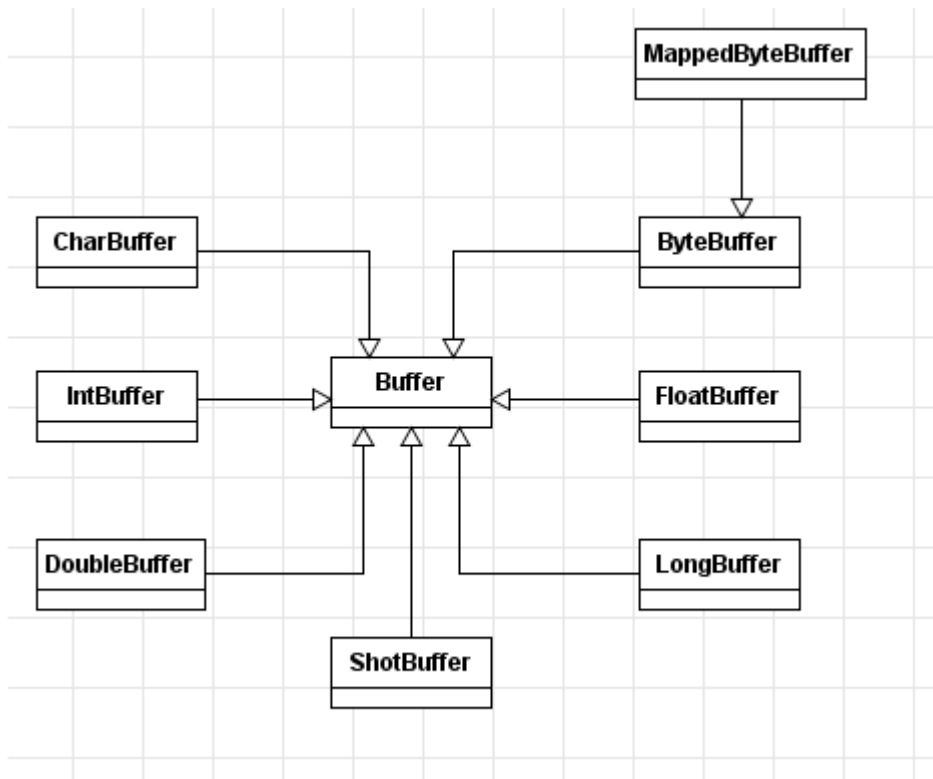 MappedByteBuffer
CharBuffer
ByteBuffer
Buffer
IntBuffer
FloatBuffer
DoubleBuffer
LongBuffer
ShotBuffer